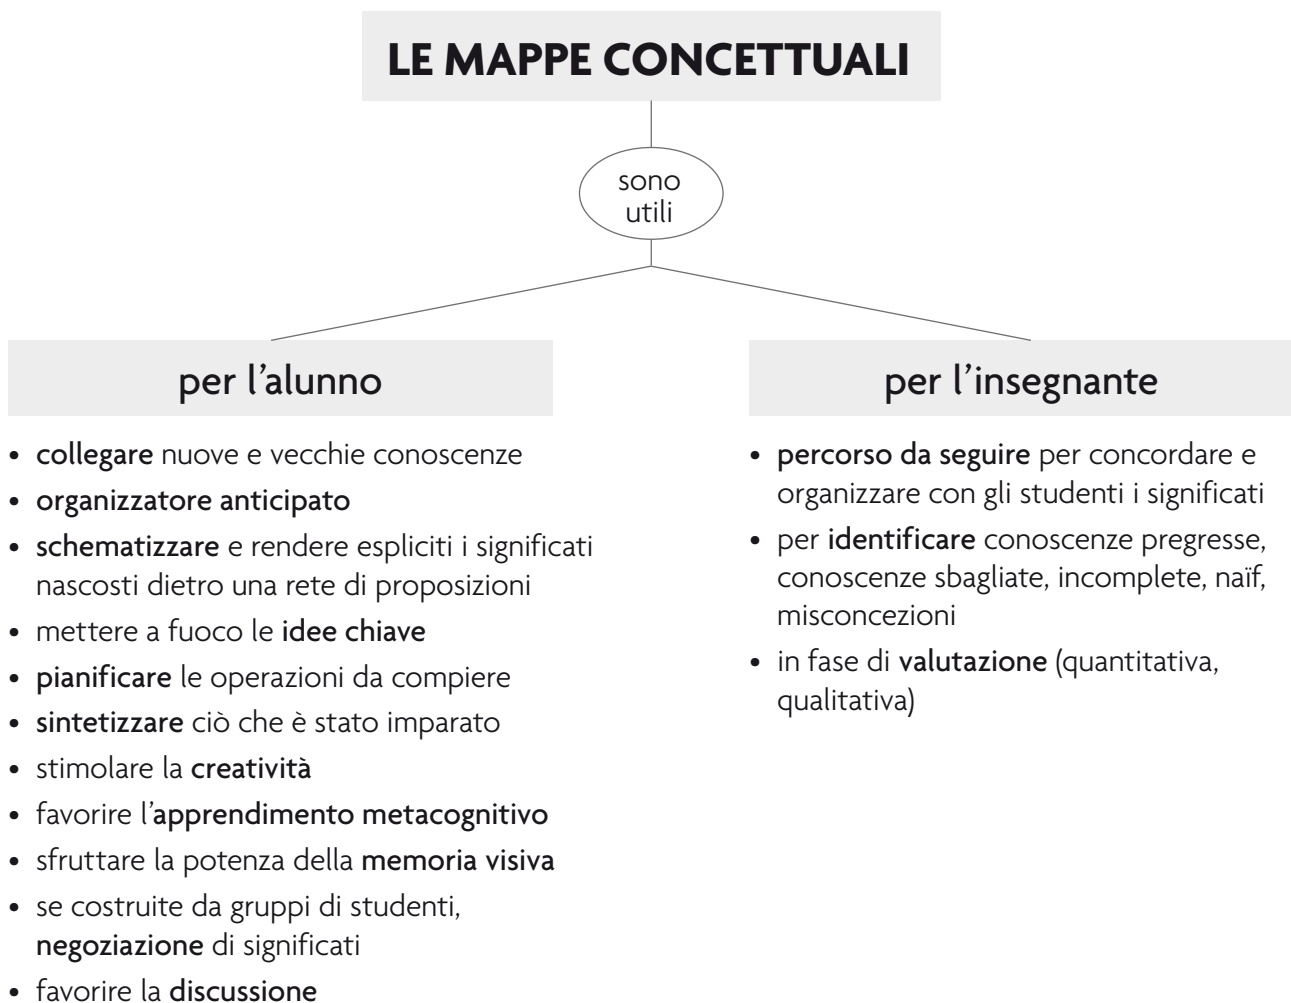 LE MAPPE CONCETTUALI
sono
utili
per l'alunno
• collegare nuove e vecchie conoscenze
• organizzatore anticipato
• schematizzare e rendere espliciti i significati
nascosti dietro una rete di proposizioni
• mettere a fuoco le idee chiave
• pianificare le operazioni da compiere
• sintetizzare ciò che è stato imparato
• stimolare la creatività
• favorire l'apprendimento metacognitivo
• sfruttare la potenza della memoria visiva
• se costruite da gruppi di studenti,
negoziazione di significati
• favorire la discussione
per l'insegnante
• percorso da seguire per concordare e
organizzare con gli studenti i significati
• per identificare conoscenze pregresse,
conoscenze sbagliate, incomplete, naïf,
misconcezioni
• in fase di valutazione (quantitativa,
qualitativa)